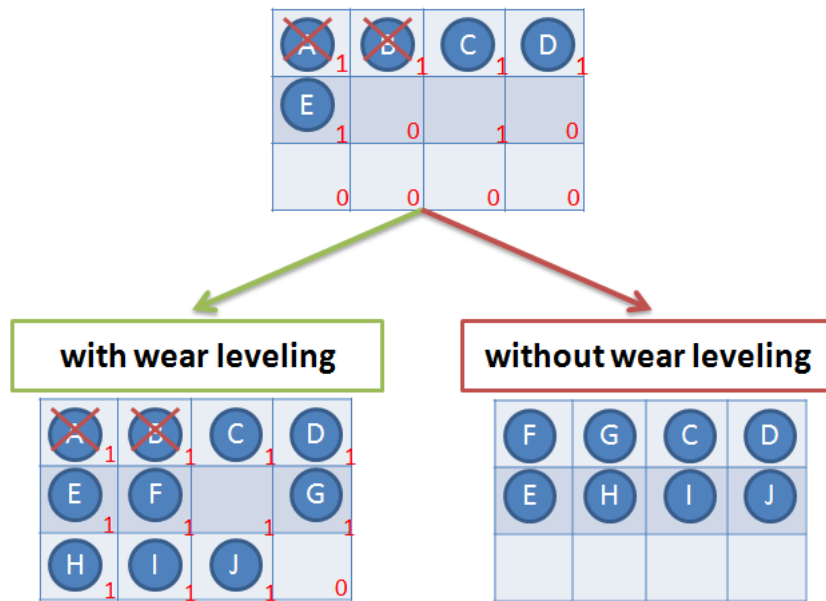 A 1 B 1 C 1 D 1
E 1 0 1 0
0 0 0 0
with wear leveling
without wear leveling
A 1 B 1 C 1 D 1
E 1 F 1 1 G 1
H 1 I 1 J 1 0
F G C D
E H I J